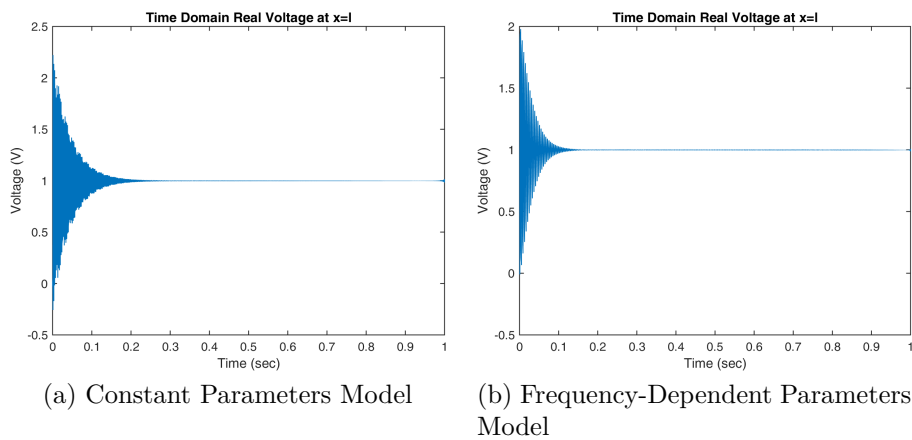 Time Domain Real Voltage at x=l
2.5
2
1.5
1
0.5
0
-0.5
Voltage (V)
0 0.1 0.2 0.3 0.4 0.5 0.6 0.7 0.8 0.9 1
Time (sec)
(a) Constant Parameters Model
Time Domain Real Voltage at x=l
2
1.5
1
0.5
0
-0.5
Voltage (V)
0 0.1 0.2 0.3 0.4 0.5 0.6 0.7 0.8 0.9 1
Time (sec)
(b) Frequency-Dependent Parameters
Model